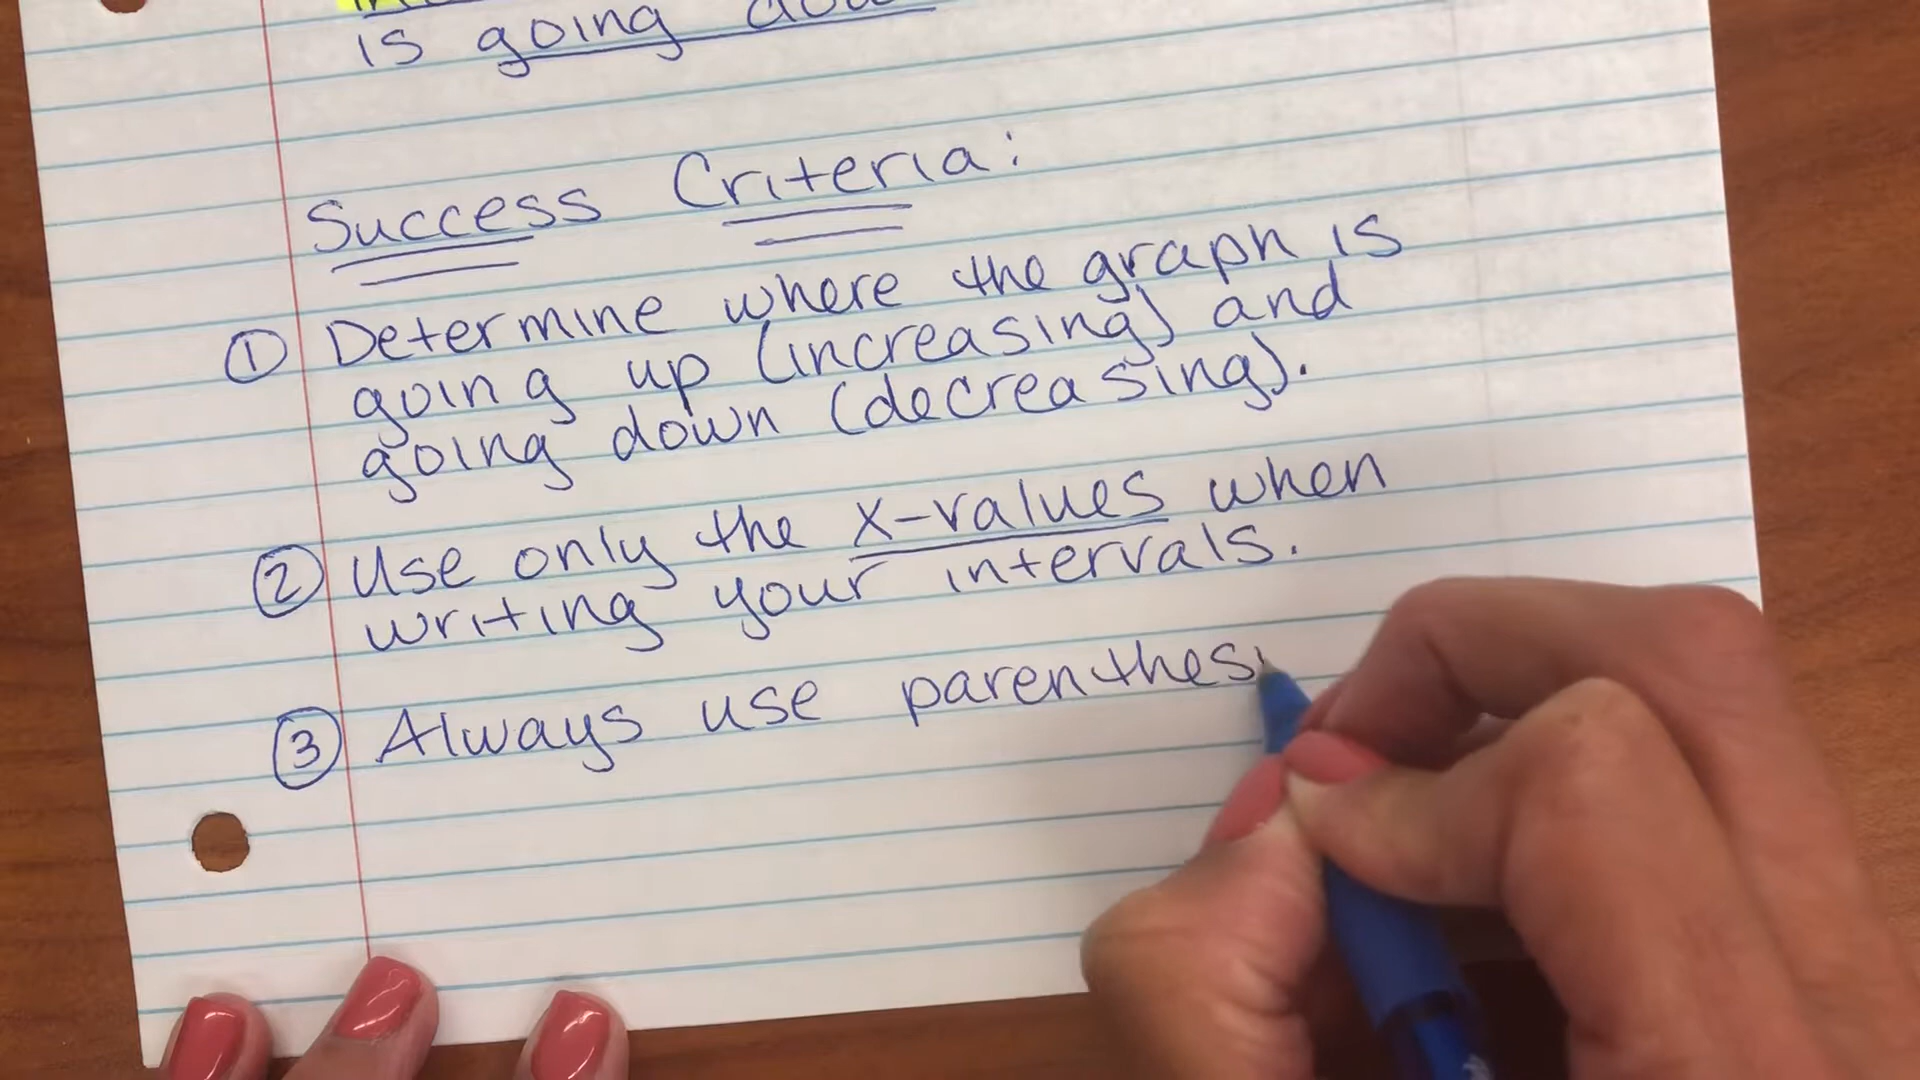 is going
Success Criteria:
① Determine where the graph is
going up (increasing) and
going down (decreasing).
② Use only the x-values when
writing your intervals.
③ Always use parenthesi